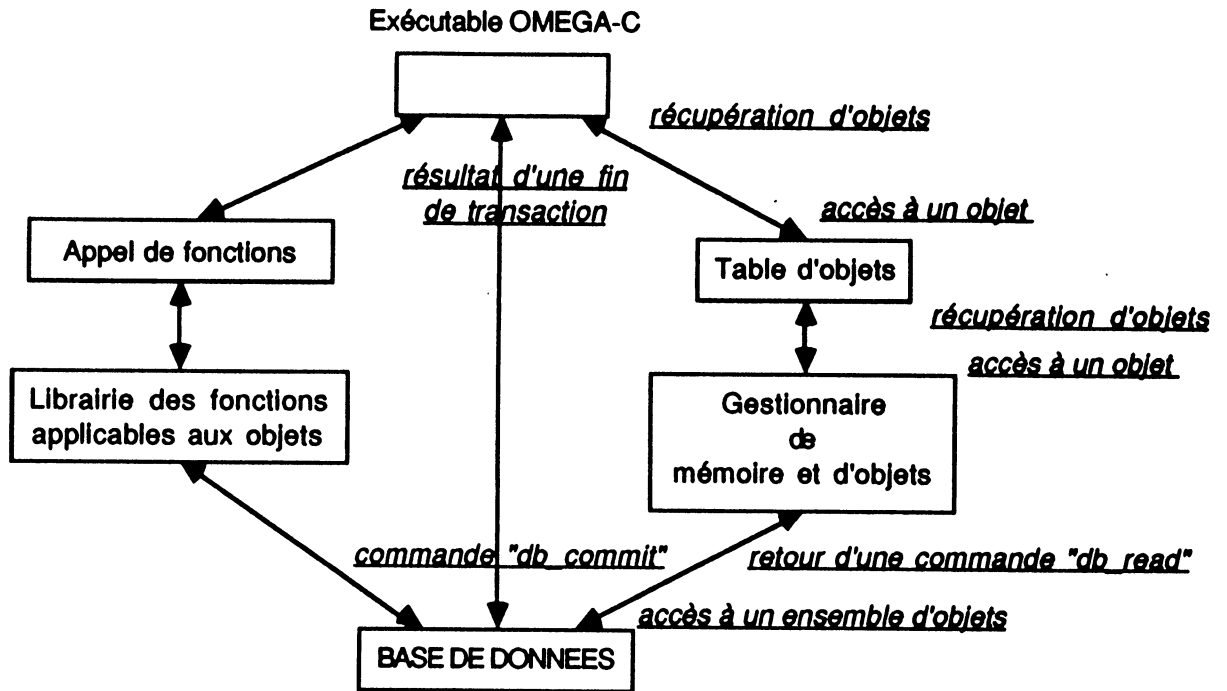 Exécutable OMEGA-C
récupération d'objets
résultat d'une fin
de transaction
accès à un objet
Appel de fonctions
Table d'objets
récupération d'objets
accès à un objet
Librairie des fonctions
applicables aux objets
Gestionnaire
de
mémoire et d'objets
commande "db_commit"
retour d'une commande "db_read"
accès à un ensemble d'objets
BASE DE DONNEES